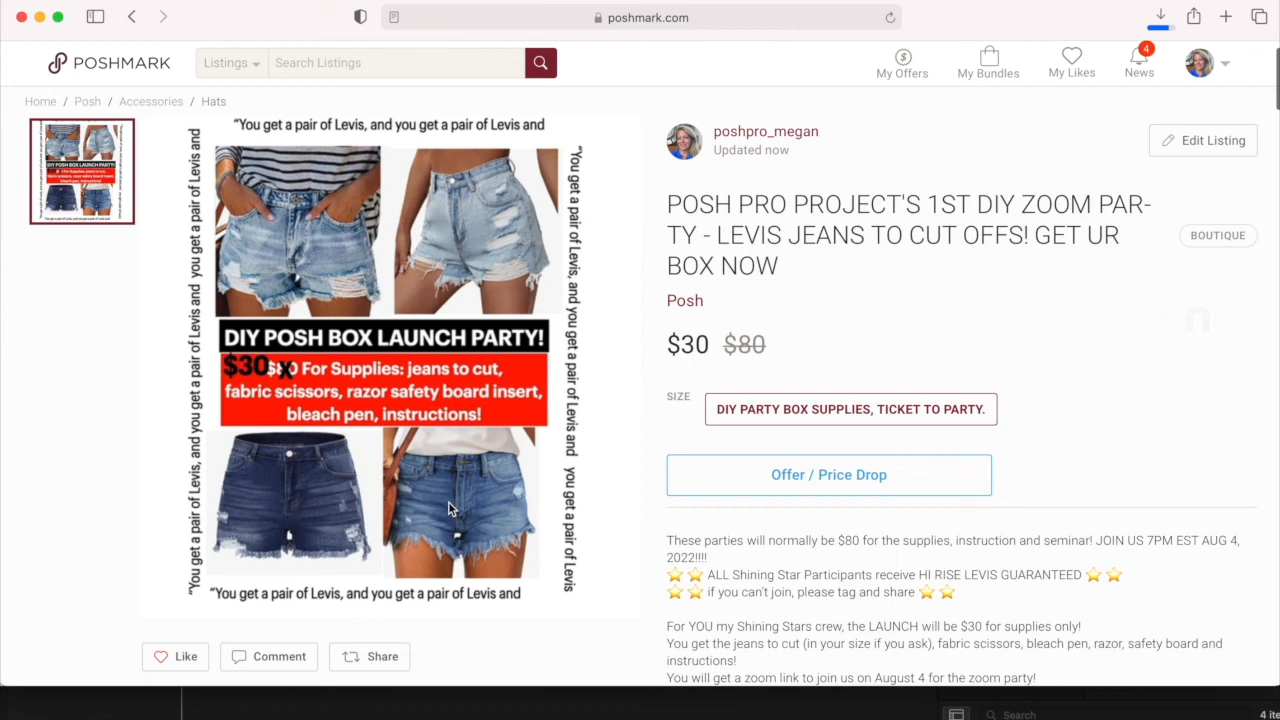 poshmark.com
POSHMARK
Listings
Search Listings
My Offers
My Bundles
My Likes
4
News
Home / Posh / Accessories / Hats
"You get a pair of Levis, and you get a pair of Levis and
"You get a pair of Levis and you get a pair of Levis and
"You get a pair of Levis, and you get a pair of Levis and you get a pair of Levis
DIY POSH BOX LAUNCH PARTY!
$30 x $80 For Supplies: jeans to cut,
fabric scissors, razor safety board insert,
bleach pen, instructions!
"You get a pair of Levis, and you get a pair of Levis and
Like
Comment
Share
poshpro_megan
Updated now
Edit Listing
POSH PRO PROJECT'S 1ST DIY ZOOM PAR-
TY - LEVIS JEANS TO CUT OFFS! GET UR
BOX NOW
BOUTIQUE
Posh
$30 $80
SIZE
DIY PARTY BOX SUPPLIES, TICKET TO PARTY.
Offer / Price Drop
These parties will normally be $80 for the supplies, instruction and seminar! JOIN US 7PM EST AUG 4,
2022!!!!
⭐ ⭐ ALL Shining Star Participants receive HI RISE LEVIS GUARANTEED ⭐ ⭐
⭐ ⭐ if you can't join, please tag and share ⭐ ⭐
For YOU my Shining Stars crew, the LAUNCH will be $30 for supplies only!
You get the jeans to cut (in your size if you ask), fabric scissors, bleach pen, razor, safety board and
instructions!
You will get a zoom link to join us on August 4 for the zoom party!
Search